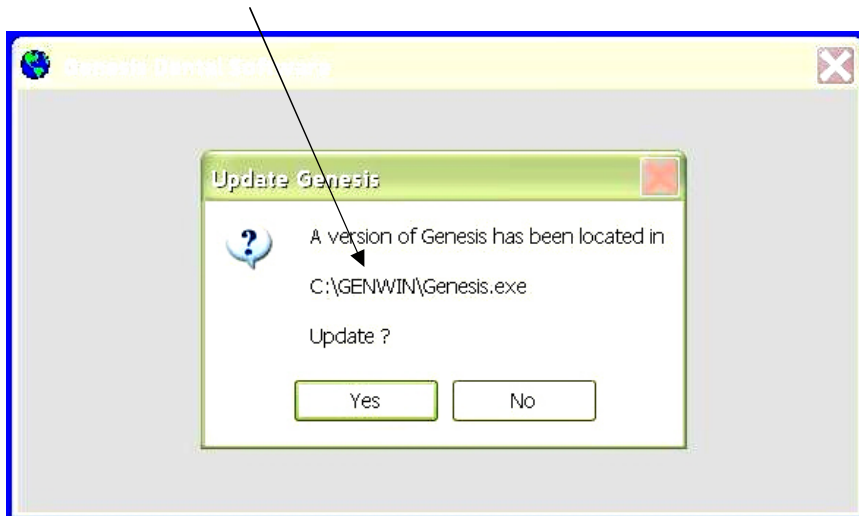 Genesis Dental Software
Update Genesis
A version of Genesis has been located in
C:\GENWIN\Genesis.exe
Update ?
Yes
No